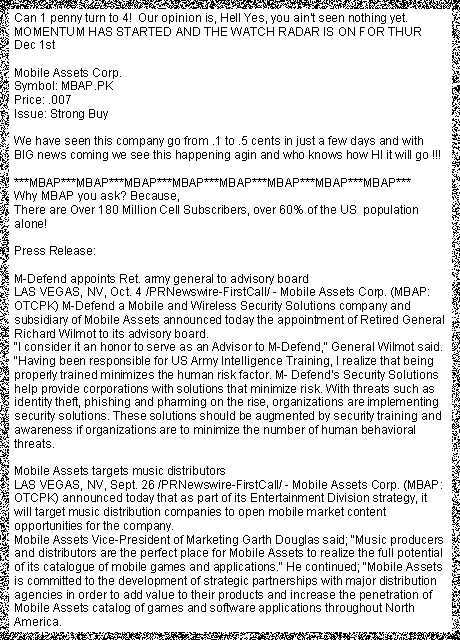 Can 1 penny turn to 4!  Our opinion is, Hell Yes, you ain't seen nothing yet.
MOMENTUM HAS STARTED AND THE WATCH RADAR IS ON FOR THUR
Dec 1st
Mobile Assets Corp.
Symbol: MBAP.PK
Price: .007
Issue: Strong Buy
We have seen this company go from .1 to .5 cents in just a few days and with
BIG news coming we see this happening agin and who knows how HI it will go !!!
***MBAP***MBAP***MBAP***MBAP***MBAP***MBAP***MBAP***MBAP***
Why MBAP you ask? Because,
There are Over 180 Million Cell Subscribers, over 60% of the US  population
alone!
Press Release:
M-Defend appoints Ret. army general to advisory board
LAS VEGAS, NV, Oct. 4 /PRNewswire-FirstCall/ - Mobile Assets Corp. (MBAP:
OTCPK) M-Defend a Mobile and Wireless Security Solutions company and
subsidiary of Mobile Assets announced today the appointment of Retired General
Richard Wilmot to its advisory board.
"I consider it an honor to serve as an Advisor to M-Defend," General Wilmot said.
"Having been responsible for US Army Intelligence Training, I realize that being
properly trained minimizes the human risk factor. M- Defend's Security Solutions
help provide corporations with solutions that minimize risk. With threats such as
identity theft, phishing and pharming on the rise, organizations are implementing
security solutions. These solutions should be augmented by security training and
awareness if organizations are to minimize the number of human behavioral
threats.
Mobile Assets targets music distributors
LAS VEGAS, NV, Sept. 26 /PRNewswire-FirstCall/ - Mobile Assets Corp. (MBAP:
OTCPK) announced today that as part of its Entertainment Division strategy, it
will target music distribution companies to open mobile market content
opportunities for the company.
Mobile Assets Vice-President of Marketing Garth Douglas said; "Music producers
and distributors are the perfect place for Mobile Assets to realize the full potential
of its catalogue of mobile games and applications." He continued; "Mobile Assets
is committed to the development of strategic partnerships with major distribution
agencies in order to add value to their products and increase the penetration of
Mobile Assets catalog of games and software applications throughout North
America.